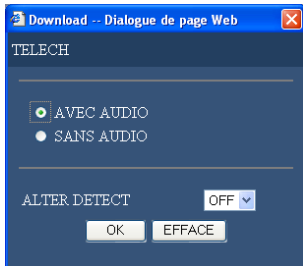 Download -- Dialogue de page Web
TELECH
AVEC AUDIO
SANS AUDIO
ALTER DETECT OFF
OK EFFACE